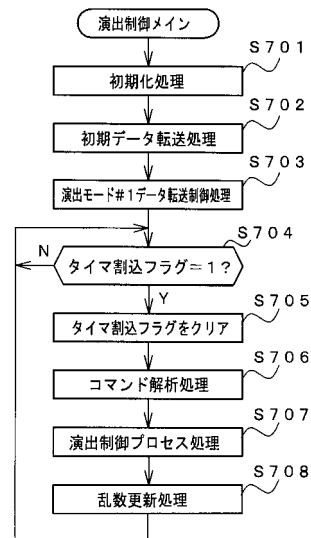 演出制御メイン
S701
初期化処理
S702
初期データ転送処理
S703
演出モード#1データ転送制御処理
S704
N
タイマ割込フラグ=1?
Y
S705
タイマ割込フラグをクリア
S706
コマンド解析処理
S707
演出制御プロセス処理
S708
乱数更新処理